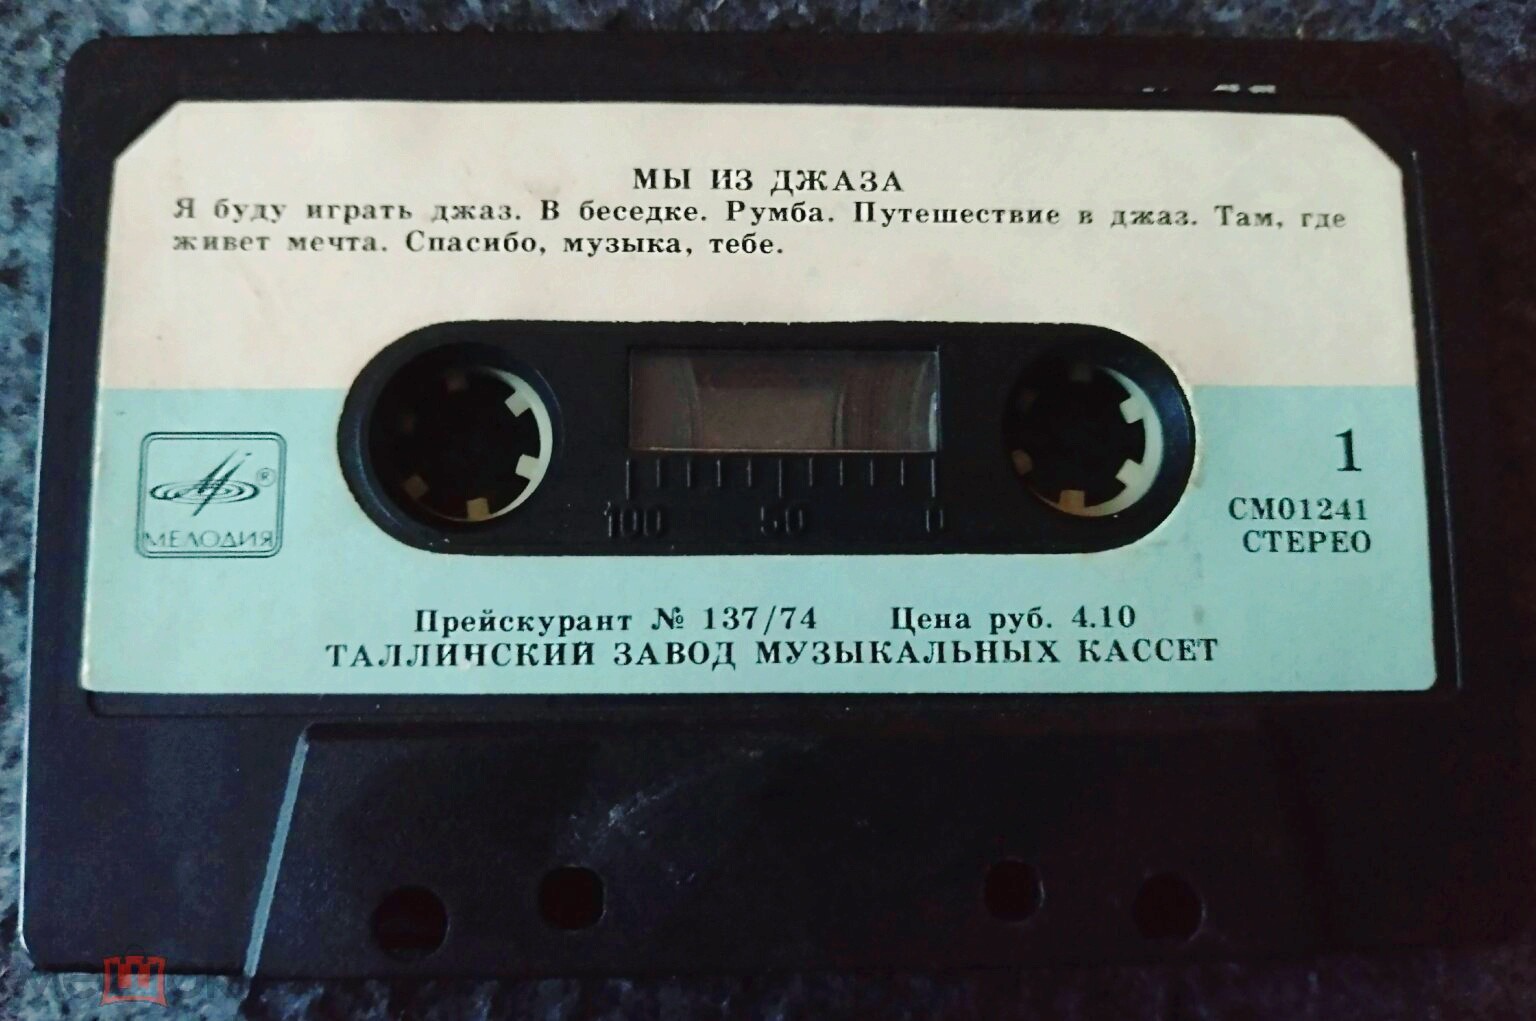 МЫ ИЗ ДЖАЗА
Я буду играть джаз. В беседке. Румба. Путешествие в джаз. Там, где
живет мечта. Спасибо, музыка, тебе.
1
СМ01241
СТЕРЕО
®
МЕЛОДИЯ
100 50 0
Прейскурант № 137/74 Цена руб. 4.10
ТАЛЛИНСКИЙ ЗАВОД МУЗЫКАЛЬНЫХ КАССЕТ